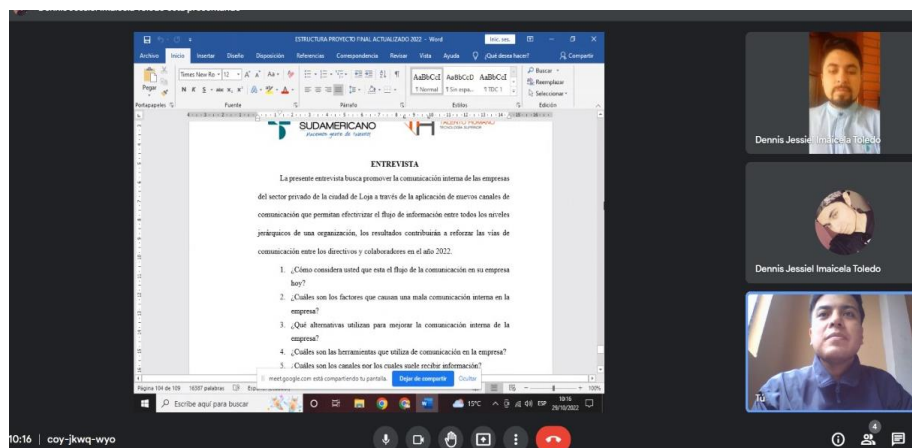 ESTRUCTURA PROYECTO FINAL ACTUALIZADO 2022 - Word
Inic. ses.
Archivo Inicio Insertar Diseño Disposición Referencias Correspondencia Revisar Vista Ayuda ¿Qué desea hacer? Compartir
Pegar
Times New Ro 12
N K S
AaBbCcI AaBbCcD AaBbCcI
¶ Normal ¶ Sin espa... ¶ TDC 1
Buscar
Reemplazar
Seleccionar
Portapapeles Fuente Párrafo Estilos Edición
SUDAMERICANO
TALENTO HUMANO
TECNOLOGÍA SUPERIOR
ENTREVISTA
La presente entrevista busca promover la comunicación interna de las empresas
del sector privado de la ciudad de Loja a través de la aplicación de nuevos canales de
comunicación que permitan efectivizar el flujo de información entre todos los niveles
jerárquicos de una organización, los resultados contribuirán a reforzar las vías de
comunicación entre los directivos y colaboradores en el año 2022.
1. ¿Cómo considera usted que esta el flujo de la comunicación en su empresa
hoy?
2. ¿Cuáles son los factores que causan una mala comunicación interna en la
empresa?
3. ¿Qué alternativas utilizan para mejorar la comunicación interna de la
empresa?
4. ¿Cuáles son las herramientas que utiliza de comunicación en la empresa?
5. ¿Cuáles son los canales por los cuales suele recibir información?
meet.google.com está compartiendo tu pantalla. Dejar de compartir Ocultar
Página 104 de 109 16387 palabras
100%
Escribe aquí para buscar
15°C
ESP
10:16
29/10/2022
Dennis Jessiel Imaicela Toledo
Dennis Jessiel Imaicela Toledo
Tú
10:16 | coy-jkwq-wyo
4